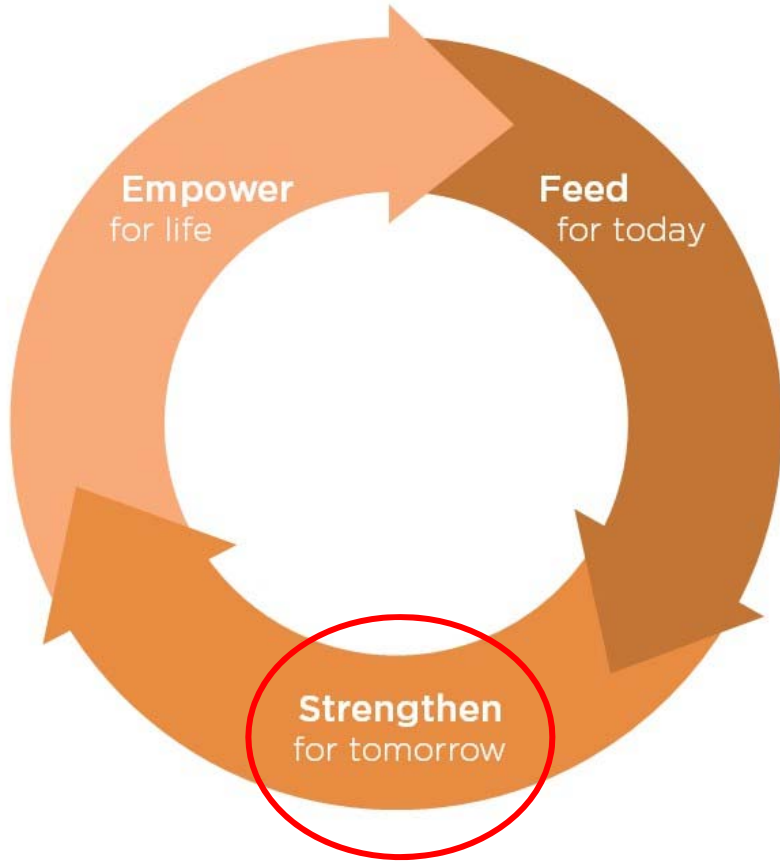 Empower
for life
Feed
for today
Strengthen
for tomorrow